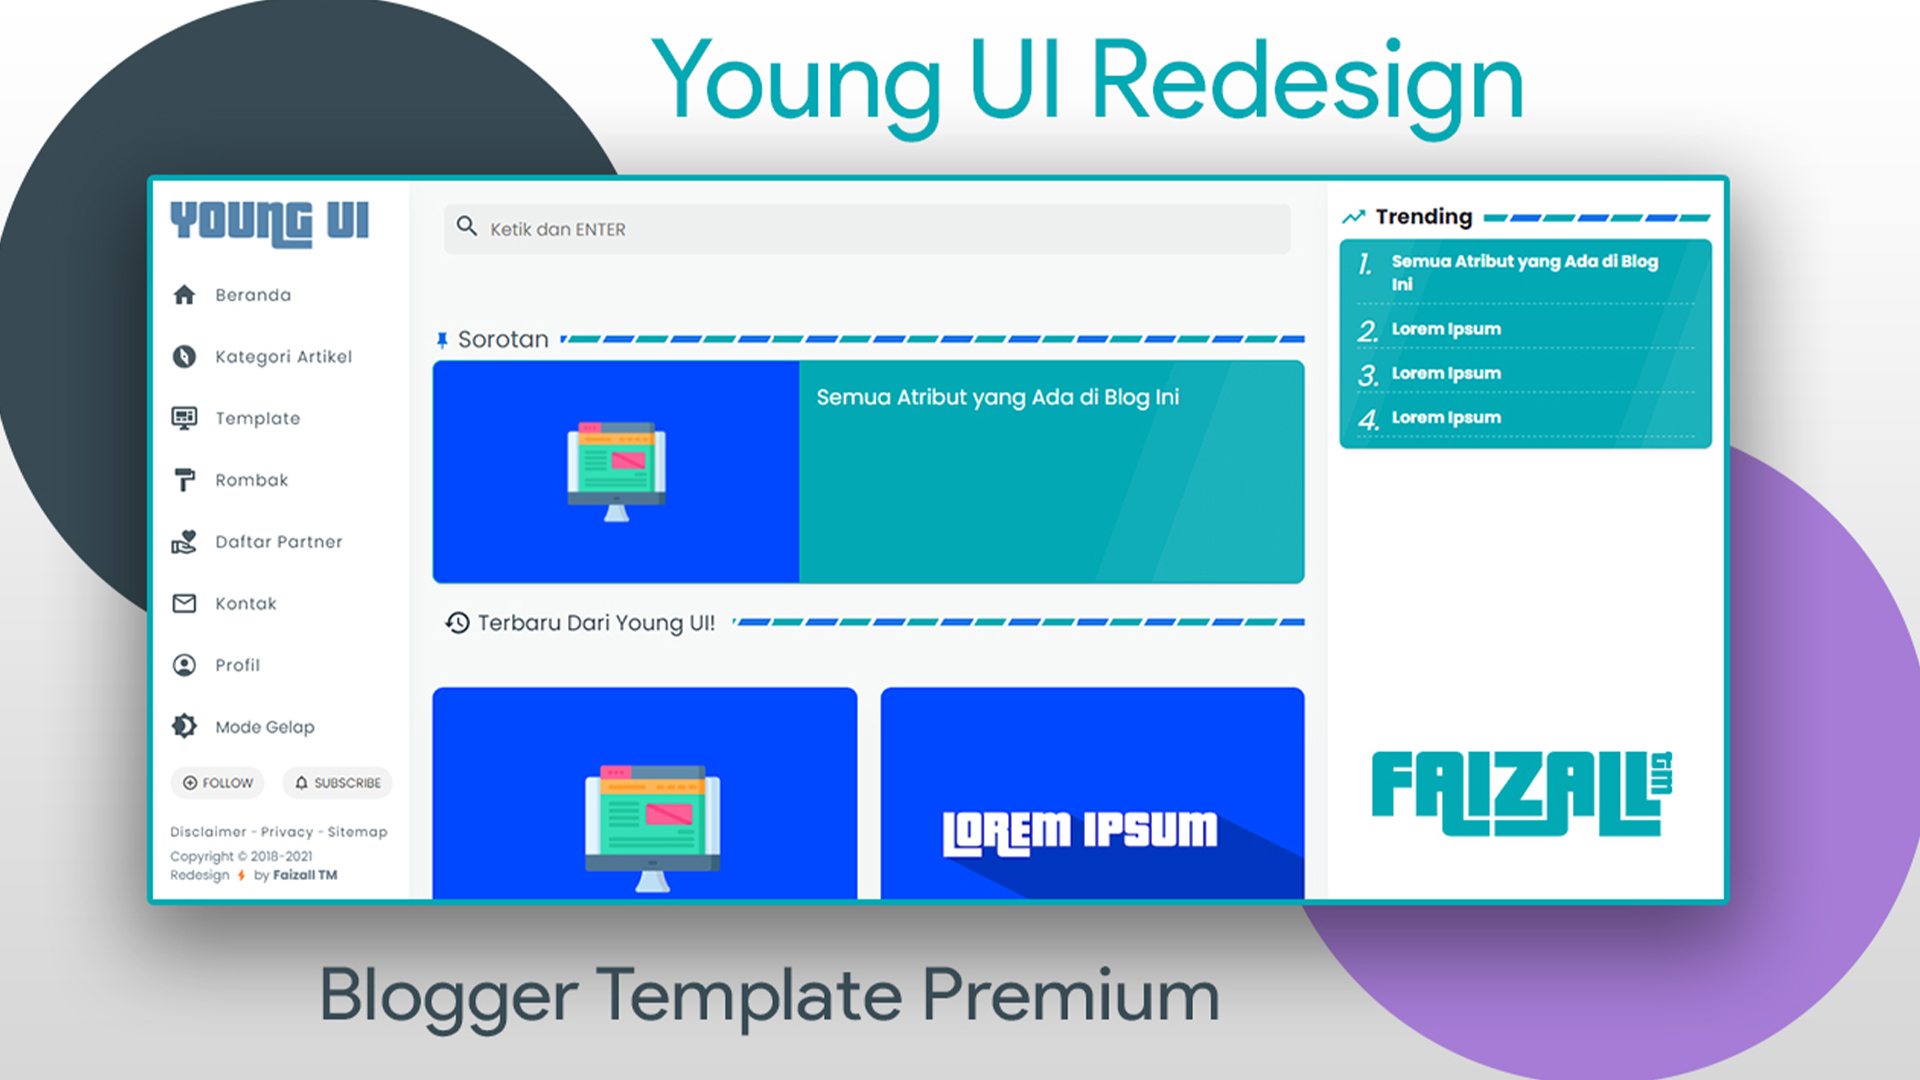 Young UI Redesign
YOUNG UI
Beranda
Kategori Artikel
Template
Rombak
Daftar Partner
Kontak
Profil
Mode Gelap
FOLLOW
SUBSCRIBE
Disclaimer - Privacy - Sitemap
Copyright © 2018-2021
Redesign by Faizall TM
Ketik dan ENTER
Sorotan
Semua Atribut yang Ada di Blog Ini
Terbaru Dari Young UI!
LOREM IPSUM
Trending
1. Semua Atribut yang Ada di Blog
Ini
2. Lorem Ipsum
3. Lorem Ipsum
4. Lorem Ipsum
FAIZALL TM
Blogger Template Premium